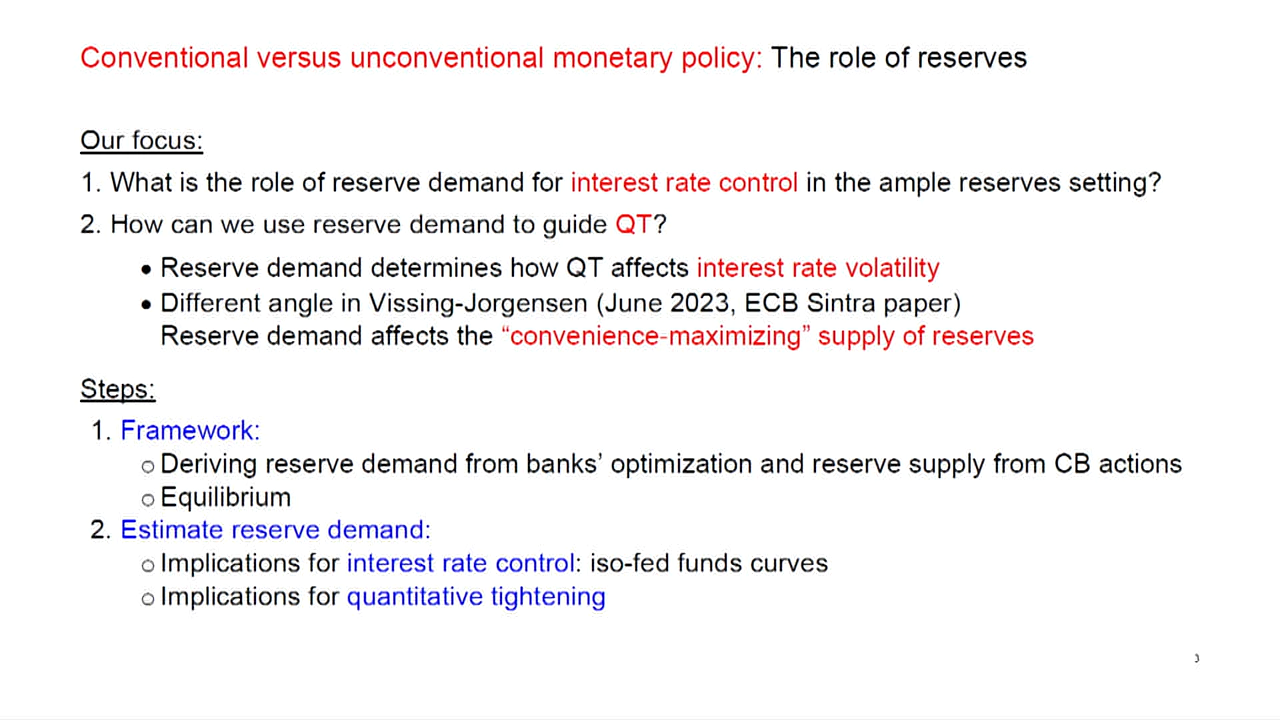 Conventional versus unconventional monetary policy: The role of reserves
Our focus:
1. What is the role of reserve demand for interest rate control in the ample reserves setting?
2. How can we use reserve demand to guide QT?
• Reserve demand determines how QT affects interest rate volatility
• Different angle in Vissing-Jorgensen (June 2023, ECB Sintra paper)
Reserve demand affects the “convenience-maximizing” supply of reserves
Steps:
1. Framework:
○ Deriving reserve demand from banks’ optimization and reserve supply from CB actions
○ Equilibrium
2. Estimate reserve demand:
○ Implications for interest rate control: iso-fed funds curves
○ Implications for quantitative tightening
3